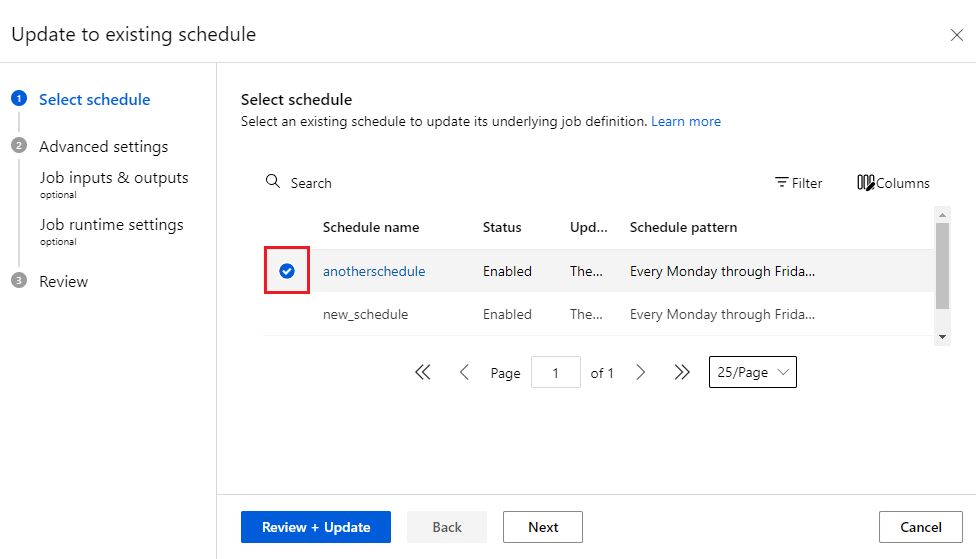 Update to existing schedule
1 Select schedule
2 Advanced settings
Job inputs & outputs
optional
Job runtime settings
optional
3 Review
Select schedule
Select an existing schedule to update its underlying job definition. Learn more
Search Filter Columns
Schedule name Status Upd... Schedule pattern
anotherschedule Enabled The... Every Monday through Frida...
new_schedule Enabled The... Every Monday through Frida...
Page 1 of 1 25/Page
Review + Update Back Next Cancel